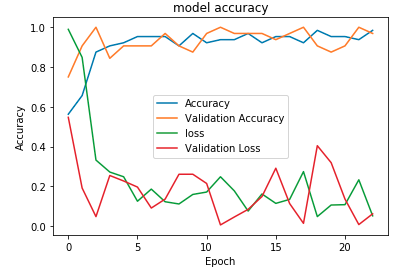 model accuracy
1.0
0.8
0.6
0.4
0.2
0.0
Accuracy
Accuracy
Validation Accuracy
loss
Validation Loss
0 5 10 15 20
Epoch